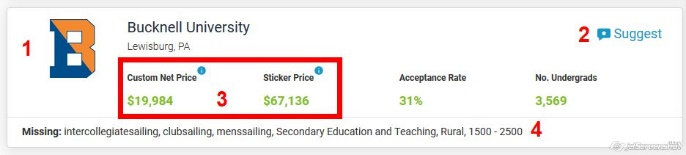 1
Bucknell University
Lewisburg, PA
2 Suggest
Custom Net Price Sticker Price Acceptance Rate No. Undergrads
$19,984 3 $67,136 31% 3,569
Missing: intercollegiatesailing, clubsailing, menssailing, Secondary Education and Teaching, Rural, 1500 - 2500 4